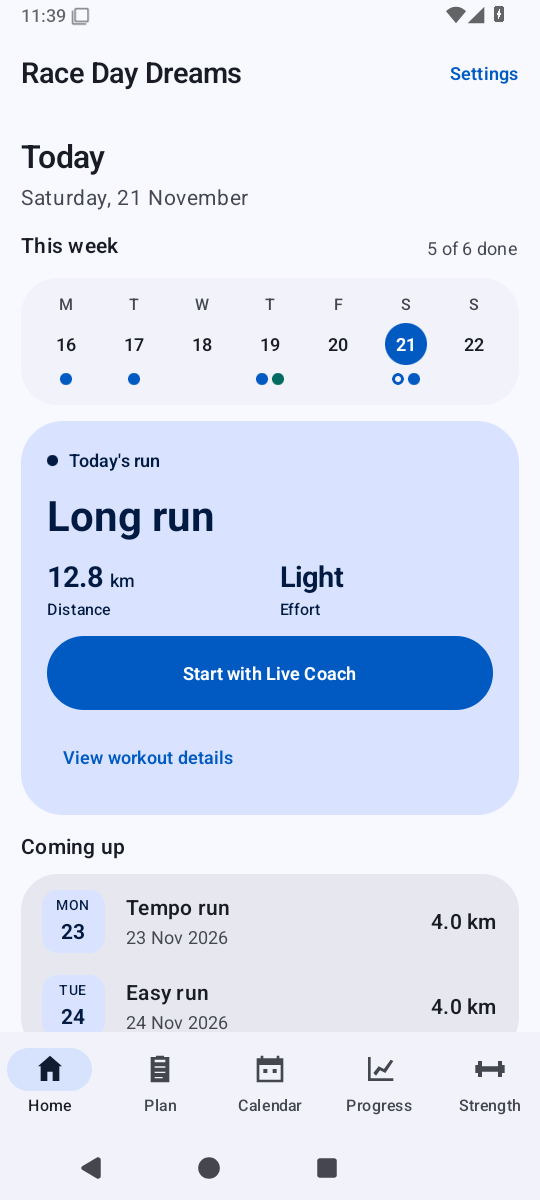 11:39
Race Day Dreams
Settings
Today
Saturday, 21 November
This week
5 of 6 done
M T W T F S S
16 17 18 19 20 21 22
Today's run
Long run
12.8 km
Distance
Light
Effort
Start with Live Coach
View workout details
Coming up
MON
23
Tempo run
23 Nov 2026
4.0 km
TUE
24
Easy run
24 Nov 2026
4.0 km
Home
Plan
Calendar
Progress
Strength